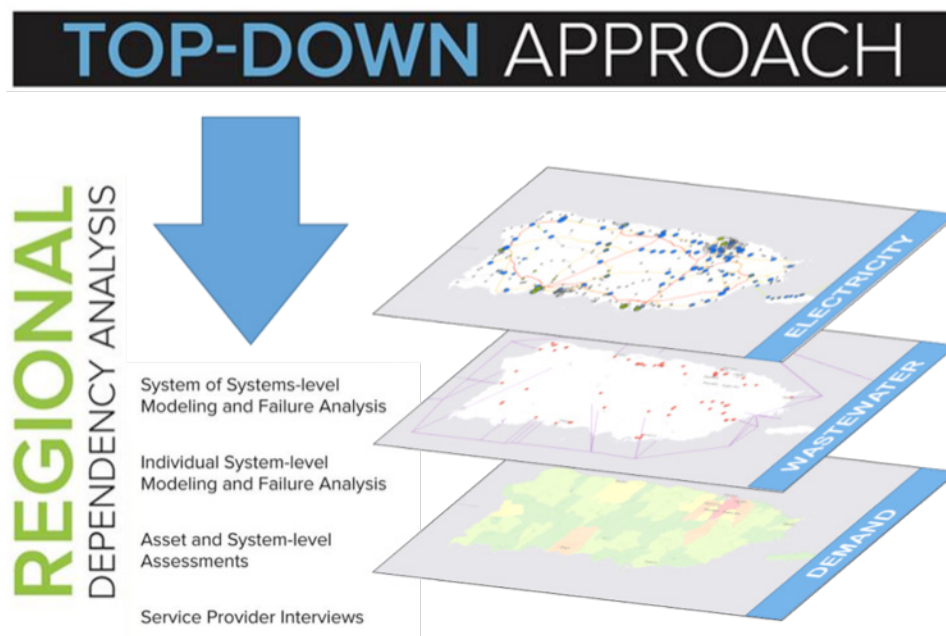 TOP-DOWN APPROACH
REGIONAL
DEPENDENCY ANALYSIS
System of Systems-level
Modeling and Failure Analysis
Individual System-level
Modeling and Failure Analysis
Asset and System-level
Assessments
Service Provider Interviews
ELECTRICITY
WASTEWATER
DEMAND